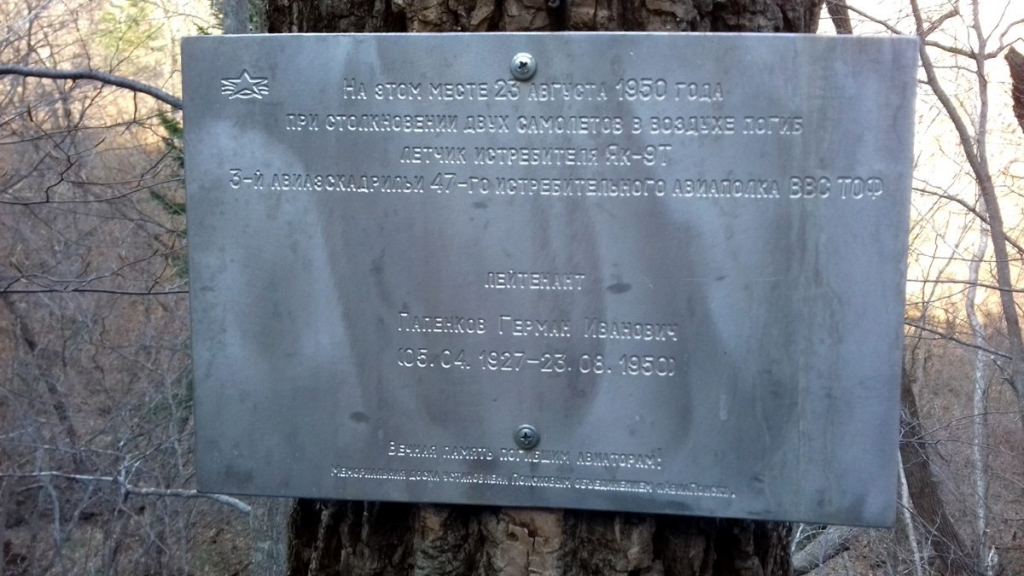 На этом месте 23 августа 1950 года
при столкновении двух самолетов в воздухе погиб
летчик истребителя Як-9Т
3-й авиаэскадрильи 47-го истребительного авиаполка ВВС ТОФ
лейтенант
Папенков Герман Иванович
(05. 04. 1927-23. 08. 1950)
Вечная память погибшим авиаторам!
Мемориальная доска установлена Поисковым объединением «АвиаПоиск».